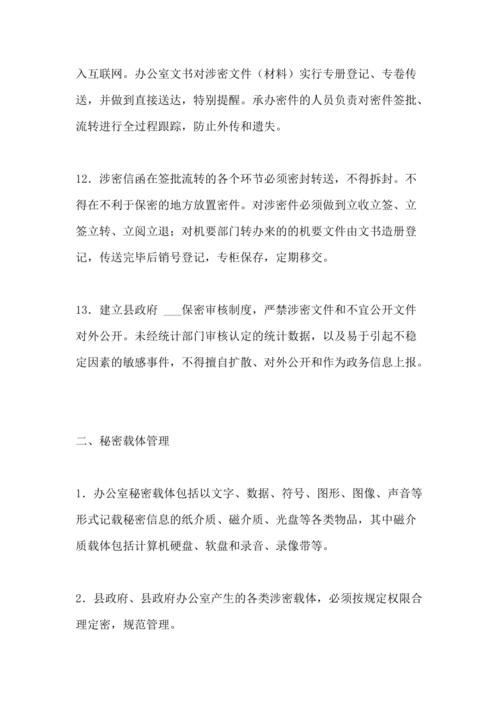 入互联网。办公室文书对涉密文件（材料）实行专册登记、专卷传
送，并做到直接送达，特别提醒。承办密件的人员负责对密件签批、
流转进行全过程跟踪，防止外传和遗失。
12．涉密信函在签批流转的各个环节必须密封转送，不得拆封。不
得在不利于保密的地方放置密件。对涉密件必须做到立收立签、立
签立转、立阅立退；对机要部门转办来的的机要文件由文书造册登
记，传送完毕后销号登记，专柜保存，定期移交。
13．建立县政府 ___保密审核制度，严禁涉密文件和不宜公开文件
对外公开。未经统计部门审核认定的统计数据，以及易于引起不稳
定因素的敏感事件，不得擅自扩散、对外公开和作为政务信息上报。
二、秘密载体管理
1．办公室秘密载体包括以文字、数据、符号、图形、图像、声音等
形式记载秘密信息的纸介质、磁介质、光盘等各类物品，其中磁介
质载体包括计算机硬盘、软盘和录音、录像带等。
2．县政府、县政府办公室产生的各类涉密载体，必须按规定权限合
理定密，规范管理。